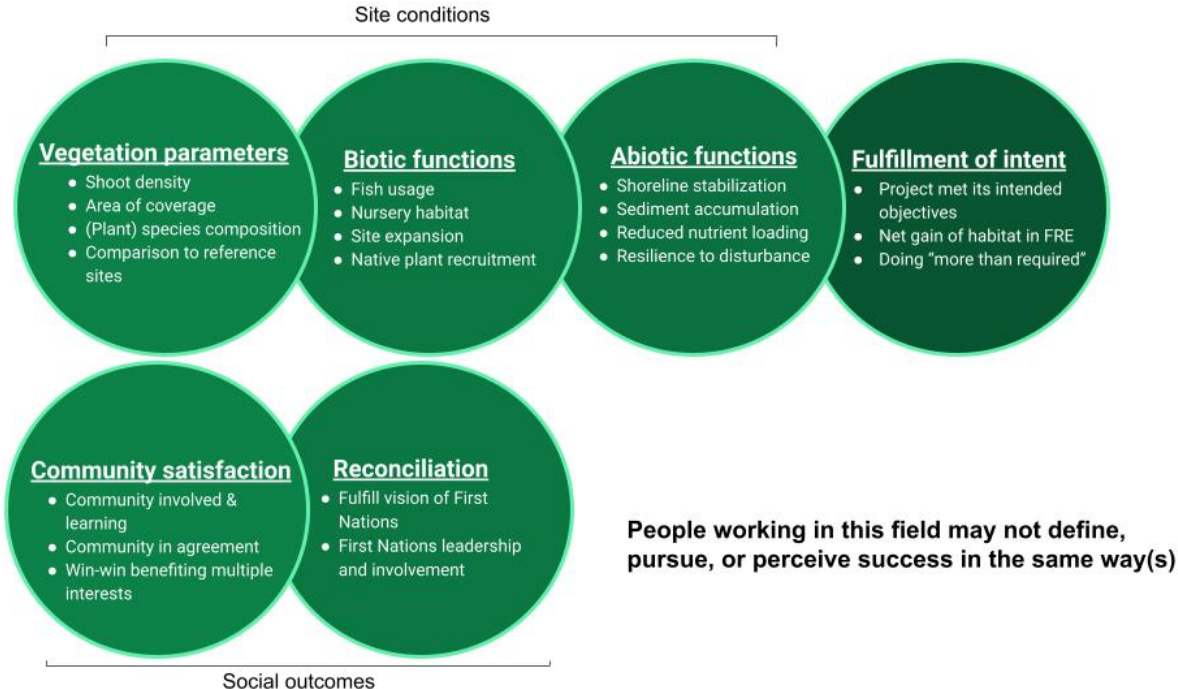 Site conditions
Vegetation parameters
● Shoot density
● Area of coverage
● (Plant) species composition
● Comparison to reference
sites
Biotic functions
● Fish usage
● Nursery habitat
● Site expansion
● Native plant recruitment
Abiotic functions
● Shoreline stabilization
● Sediment accumulation
● Reduced nutrient loading
● Resilience to disturbance
Fulfillment of intent
● Project met its intended
objectives
● Net gain of habitat in FRE
● Doing “more than required”
Community satisfaction
● Community involved &
learning
● Community in agreement
● Win-win benefiting multiple
interests
Reconciliation
● Fulfill vision of First
Nations
● First Nations leadership
and involvement
People working in this field may not define,
pursue, or perceive success in the same way(s)
Social outcomes